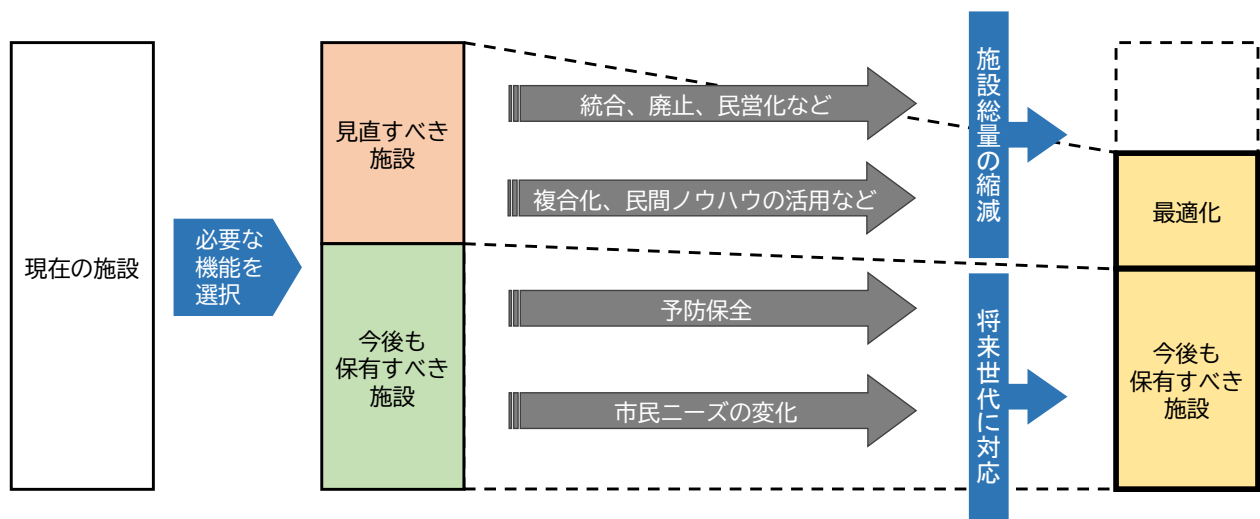 現在の施設
必要な
機能を
選択
見直すべき
施設
今後も
保有すべき
施設
統合、廃止、民営化など
複合化、民間ノウハウの活用など
予防保全
市民ニーズの変化
施設総量の縮減
将来世代に対応
最適化
今後も
保有すべき
施設